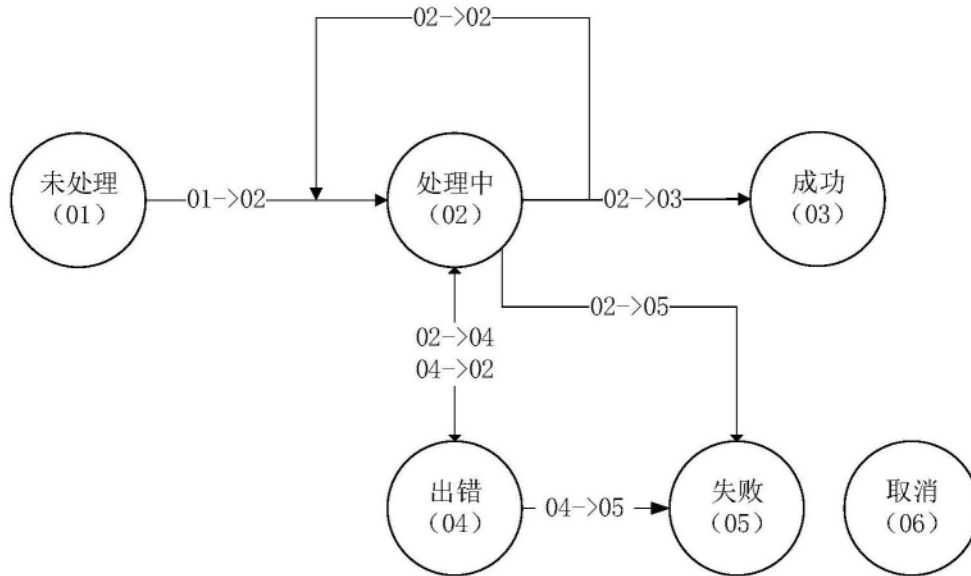 02->02
未处理
（01）
01->02
处理中
（02）
02->03
成功
（03）
02->05
02->04
04->02
出错
（04）
04->05
失败
（05）
取消
（06）